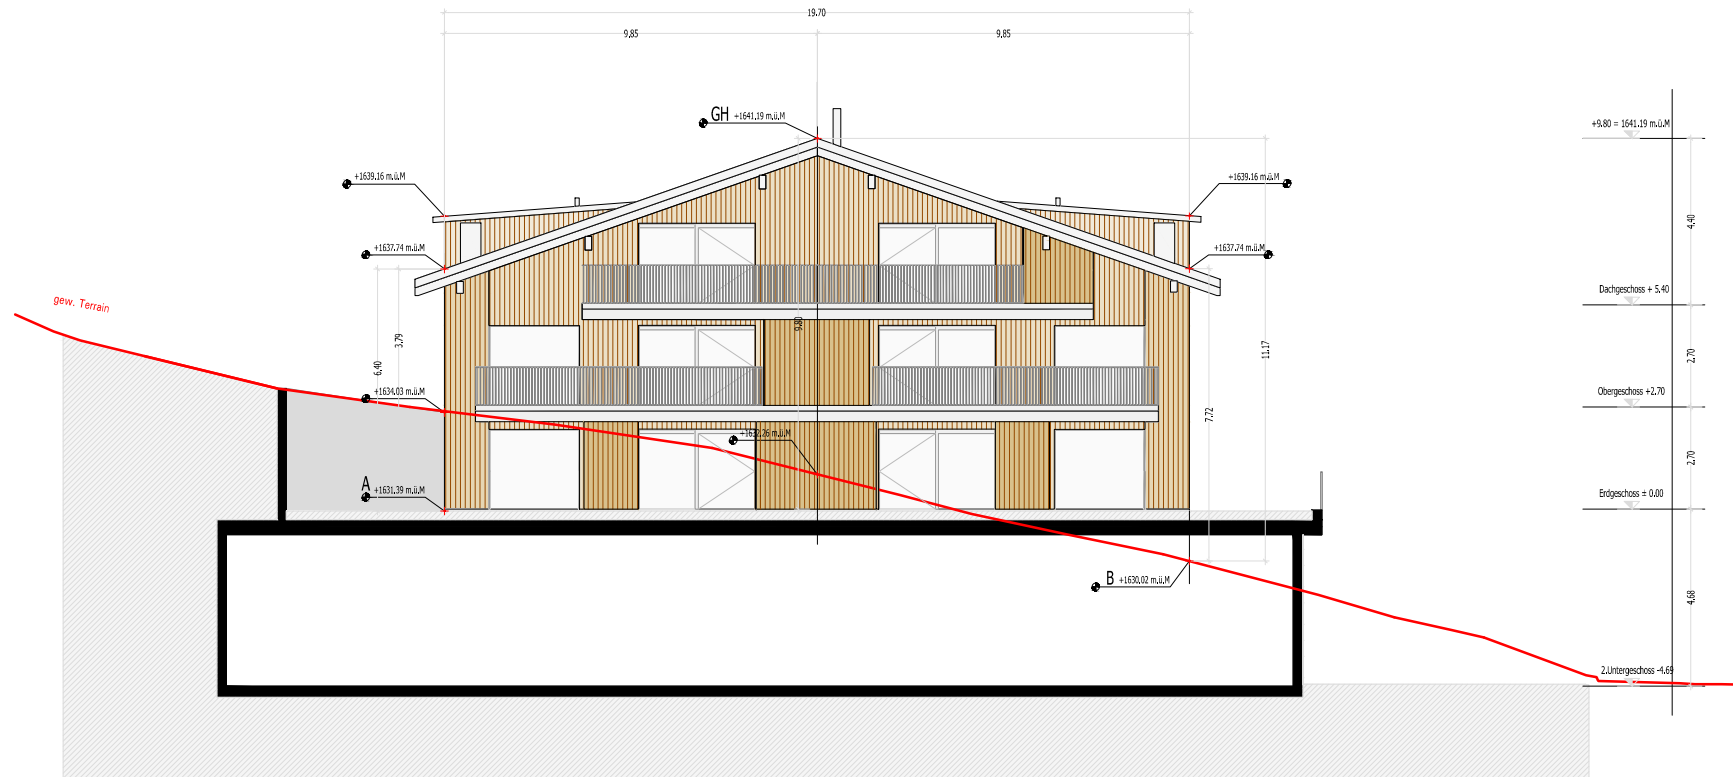 19.70
9.85
9.85
GH +1641.19 m.ü.M
+9.80 = 1641.19 m.ü.M
+1639.16 m.ü.M
+1639.16 m.ü.M
4.40
+1637.74 m.ü.M
+1637.74 m.ü.M
Dachgeschoss + 5.40
gew. Terrain
9.80
3.79
6.40
11.17
2.70
+1634.03 m.ü.M
Obergeschoss +2.70
7.72
+1632.26 m.ü.M
2.70
A +1631.39 m.ü.M
Erdgeschoss ± 0.00
B +1630.02 m.ü.M
4.68
2.Untergeschoss -4.69